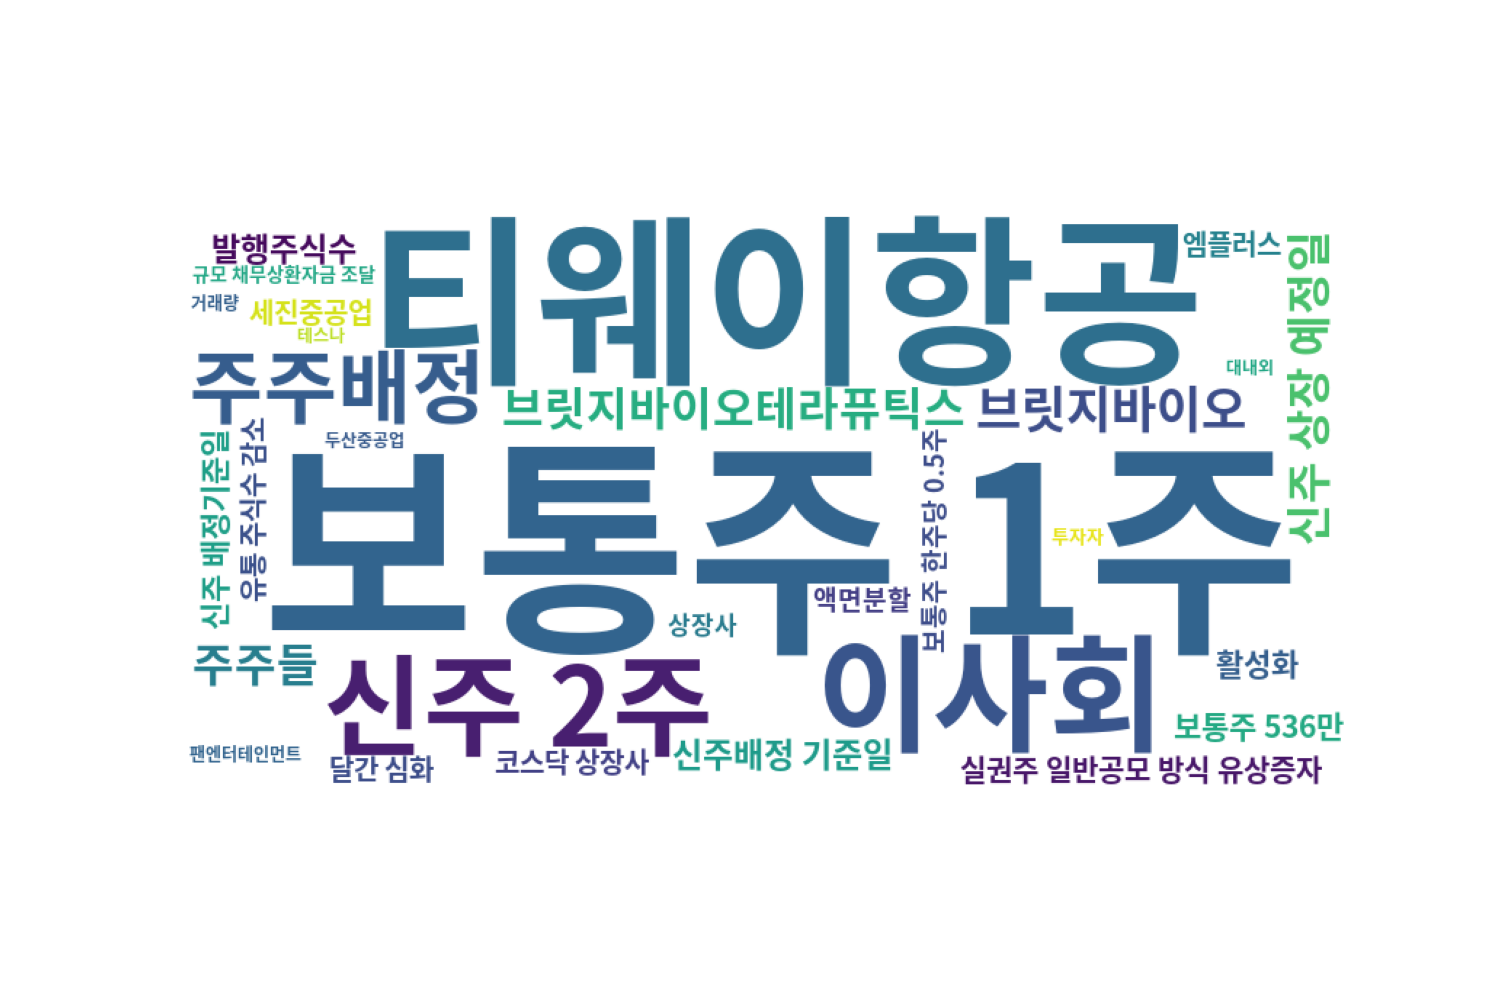 발행주식수
규모 채무상환자금 조달
거래량
세진중공업
테스나
티웨이항공
엠플러스
신주 상장 예정일
대내외
주주배정
브릿지바이오테라퓨틱스
브릿지바이오
두산중공업
신주 배정기준일
유통 주식수 감소
보통주 1주
보통주 한주당 0.5주
투자자
액면분할
상장사
주주들
신주 2주
이사회
활성화
보통주 536만
팬엔터테인먼트
달간 심화
코스닥 상장사
신주배정 기준일
실권주 일반공모 방식 유상증자